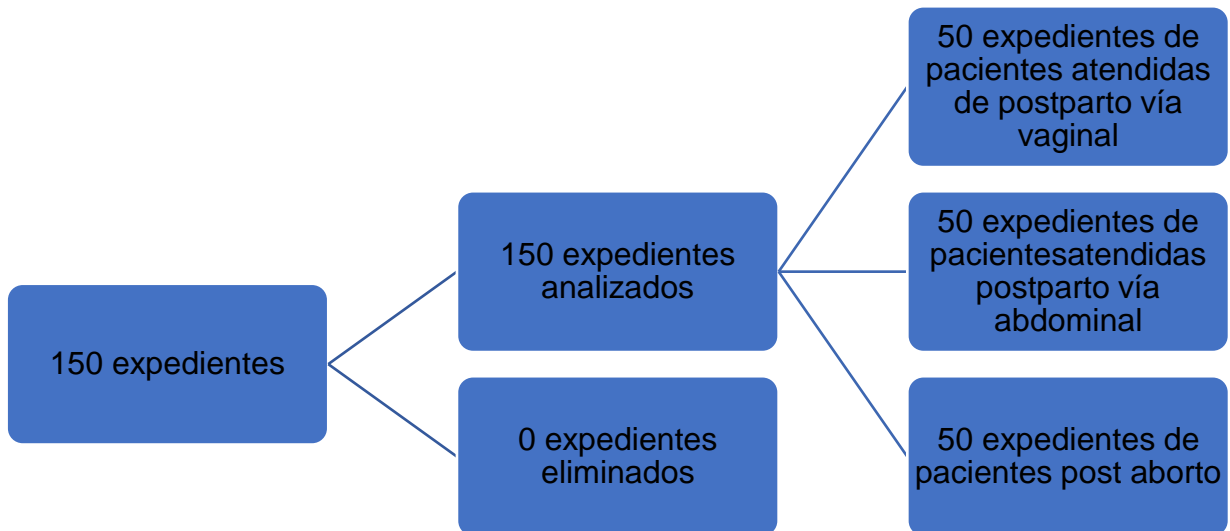 150 expedientes
150 expedientes
analizados
0 expedientes
eliminados
50 expedientes de
pacientes atendidas
de postparto vía
vaginal
50 expedientes de
pacientesatendidas
postparto vía
abdominal
50 expedientes de
pacientes post aborto